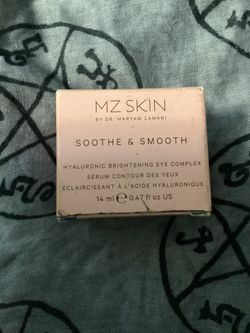 MZ SKIN
BY DR. MARYAM ZAMANI
SOOTHE & SMOOTH
HYALURONIC BRIGHTENING EYE COMPLEX
SÉRUM CONTOUR DES YEUX
ÉCLAIRCISSANT À L'ACIDE HYALURONIQUE
14 ml ℮ 0.47 fl oz US